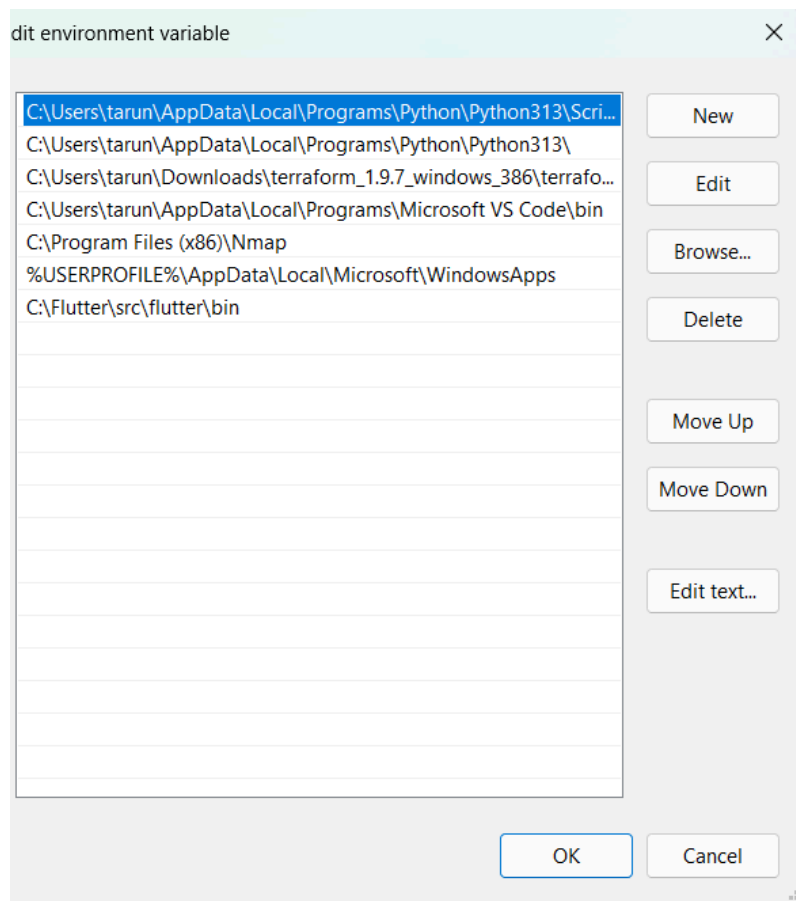 dit environment variable
C:\Users\tarun\AppData\Local\Programs\Python\Python313\Scri...
C:\Users\tarun\AppData\Local\Programs\Python\Python313\
C:\Users\tarun\Downloads\terraform_1.9.7_windows_386\terrafo...
C:\Users\tarun\AppData\Local\Programs\Microsoft VS Code\bin
C:\Program Files (x86)\Nmap
%USERPROFILE%\AppData\Local\Microsoft\WindowsApps
C:\Flutter\src\flutter\bin
New
Edit
Browse...
Delete
Move Up
Move Down
Edit text...
OK
Cancel